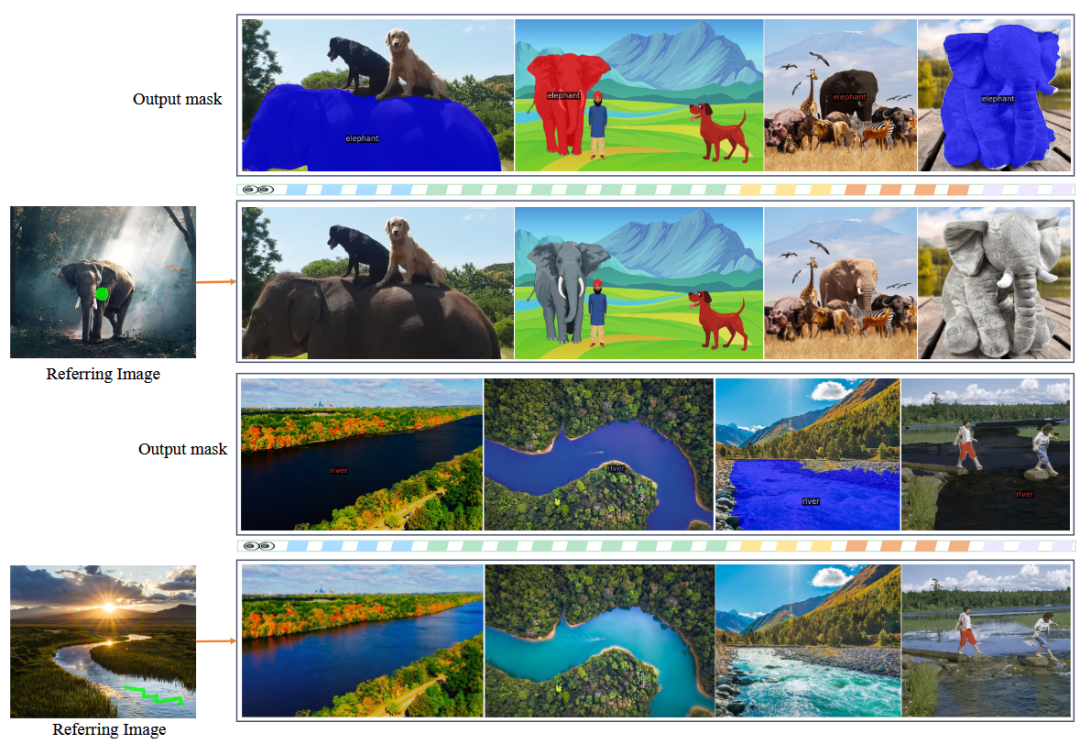 Output mask
elephant
elephant
elephant
elephant
Referring Image
Output mask
river
river
river
river
Referring Image